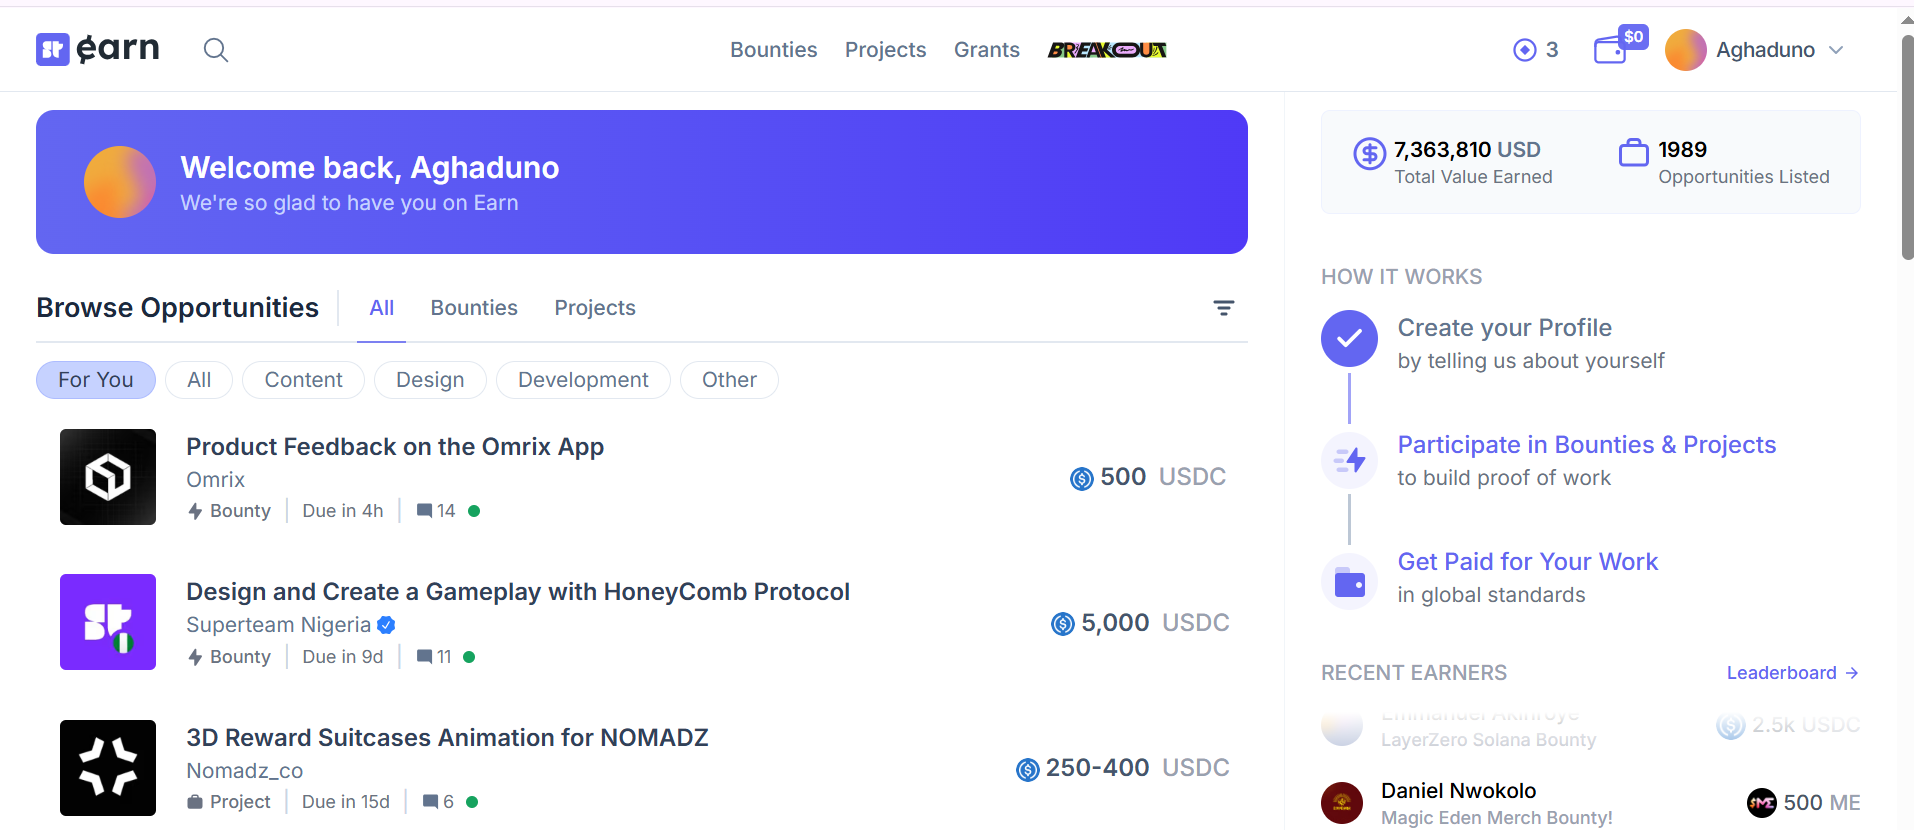 earn
Bounties Projects Grants BREAKOUT
3 $0 Aghaduno
Welcome back, Aghaduno
We're so glad to have you on Earn
Browse Opportunities All Bounties Projects
For You All Content Design Development Other
Product Feedback on the Omrix App
Omrix
Bounty Due in 4h 14
500 USDC
Design and Create a Gameplay with HoneyComb Protocol
Superteam Nigeria
Bounty Due in 9d 11
5,000 USDC
3D Reward Suitcases Animation for NOMADZ
Nomadz_co
Project Due in 15d 6
250-400 USDC
7,363,810 USD
Total Value Earned
1989
Opportunities Listed
HOW IT WORKS
Create your Profile
by telling us about yourself
Participate in Bounties & Projects
to build proof of work
Get Paid for Your Work
in global standards
RECENT EARNERS Leaderboard →
Emmanuel Akinroye
LayerZero Solana Bounty
2.5k USDC
Daniel Nwokolo
Magic Eden Merch Bounty!
500 ME